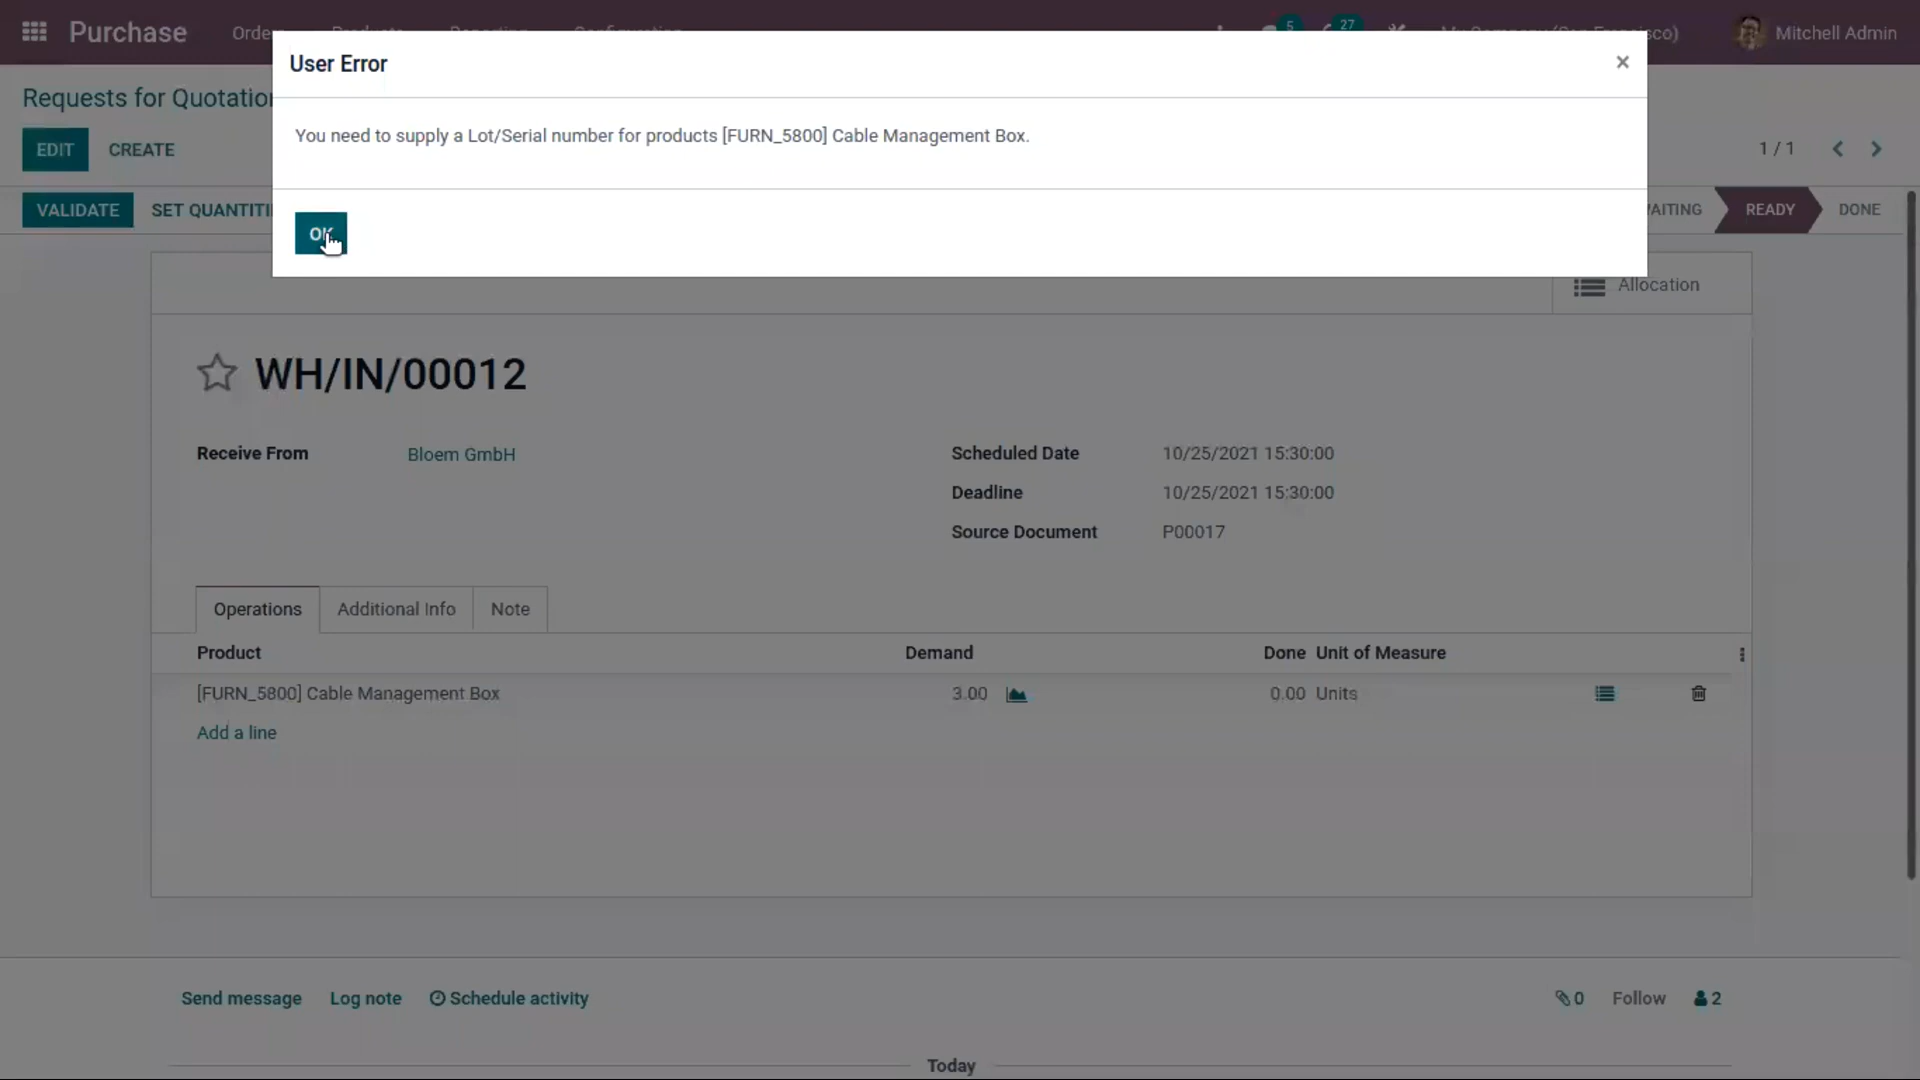 Purchase
5
27
Mitchell Admin
User Error
×
Requests for Quotation
You need to supply a Lot/Serial number for products [FURN_5800] Cable Management Box.
EDIT
CREATE
1 / 1
VALIDATE
SET QUANTITI
OK
AITING
READY
DONE
Allocation
WH/IN/00012
Receive From
Bloem GmbH
Scheduled Date
10/25/2021 15:30:00
Deadline
10/25/2021 15:30:00
Source Document
P00017
Operations
Additional Info
Note
Product
Demand
Done
Unit of Measure
[FURN_5800] Cable Management Box
3.00
0.00
Units
Add a line
Send message
Log note
Schedule activity
0
Follow
2
Today